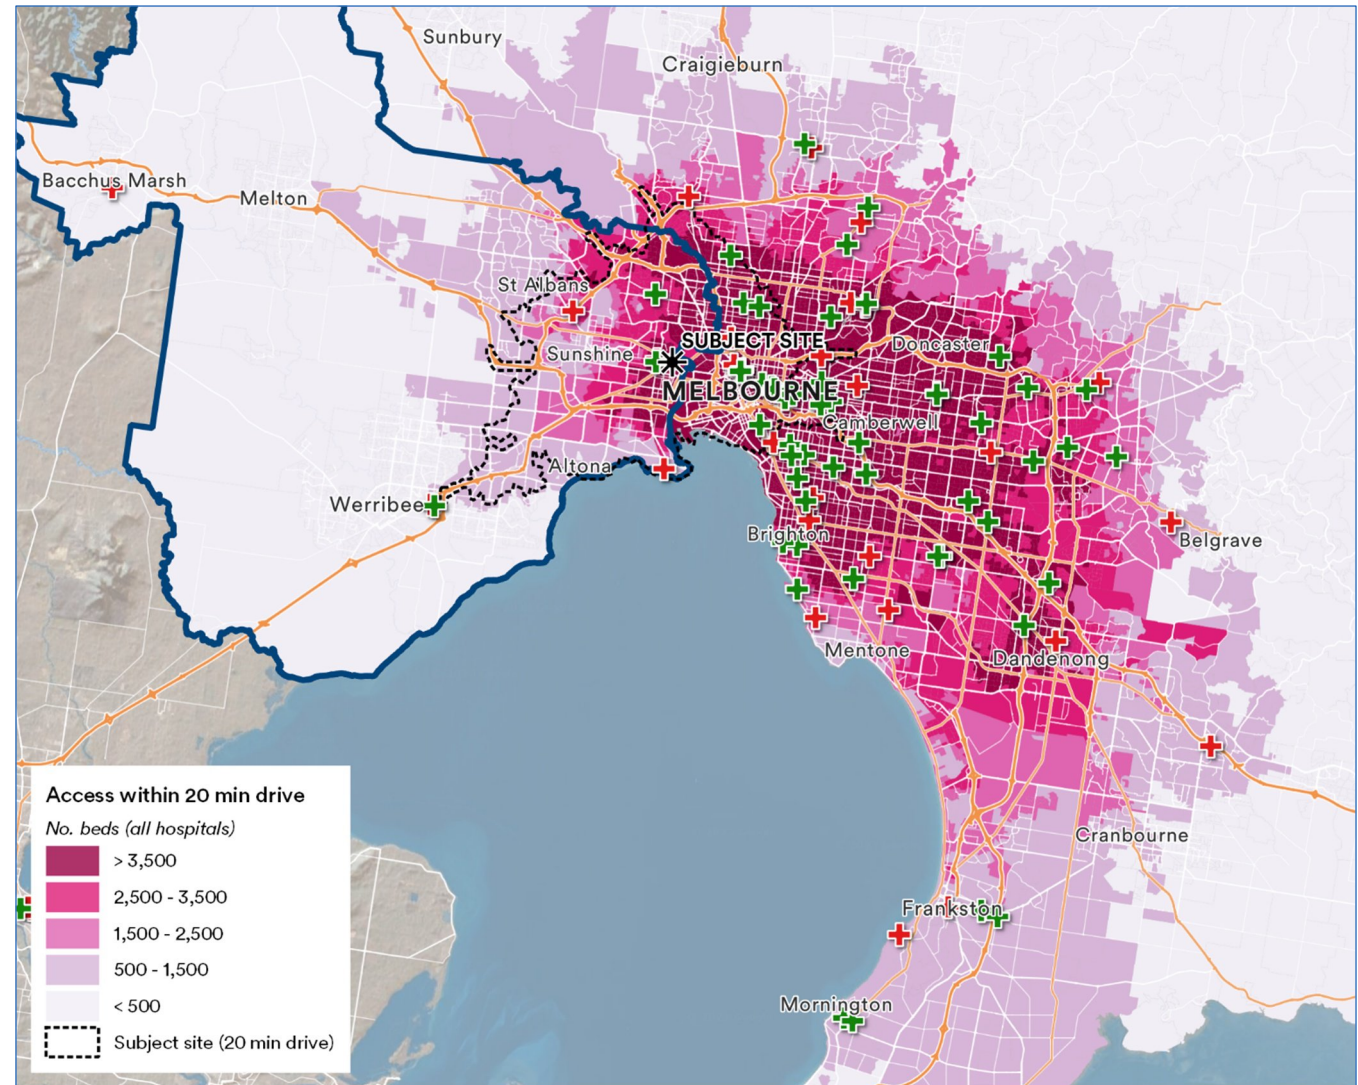 Sunbury
Craigieburn
Bacchus Marsh
Melton
St Albans
SUBJECT SITE
Doncaster
Sunshine
MELBOURNE
Camberwell
Altona
Werribee
Brighton
Belgrave
Mentone
Dandenong
Access within 20 min drive
No. beds (all hospitals)
> 3,500
2,500 - 3,500
1,500 - 2,500
500 - 1,500
< 500
Subject site (20 min drive)
Cranbourne
Frankston
Mornington